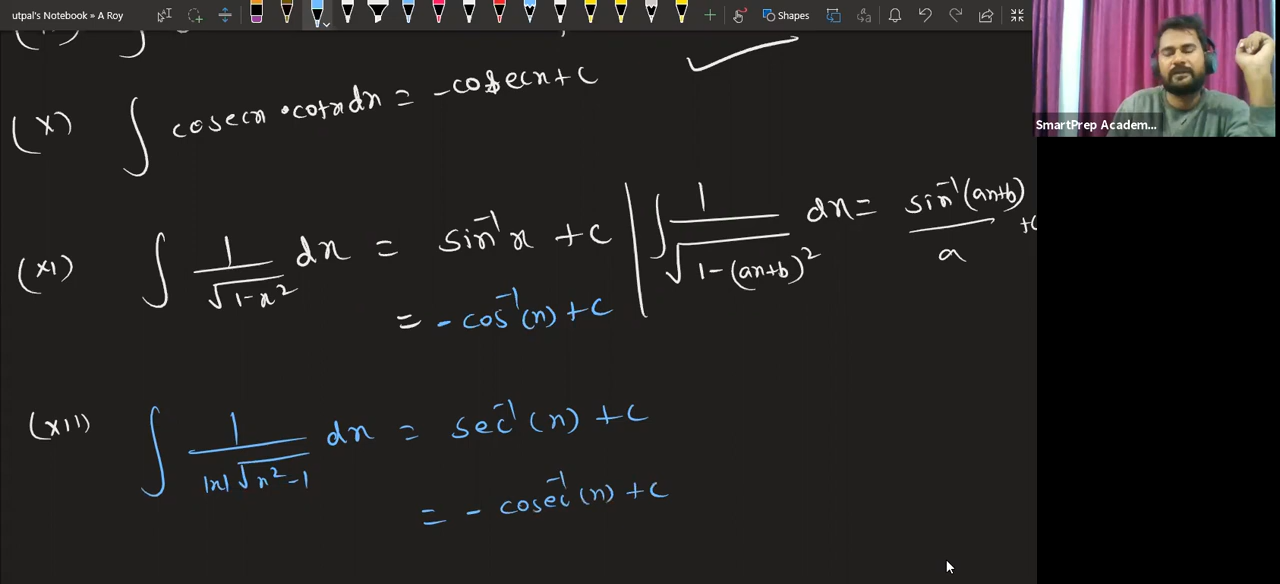 utpal's Notebook » A Roy
Shapes
SmartPrep Academ...
(x) ∫ cosecx · cotx dx = -cosecx + c
(xi) ∫ 1/√(1-x²) dx = sin⁻¹x + c | ∫ 1/√(1-(ax+b)²) dx = sin⁻¹(ax+b)/a + c
= -cos⁻¹(x) + c
(xii) ∫ 1/(|x|√(x²-1)) dx = sec⁻¹(x) + c
= - cosec⁻¹(x) + c